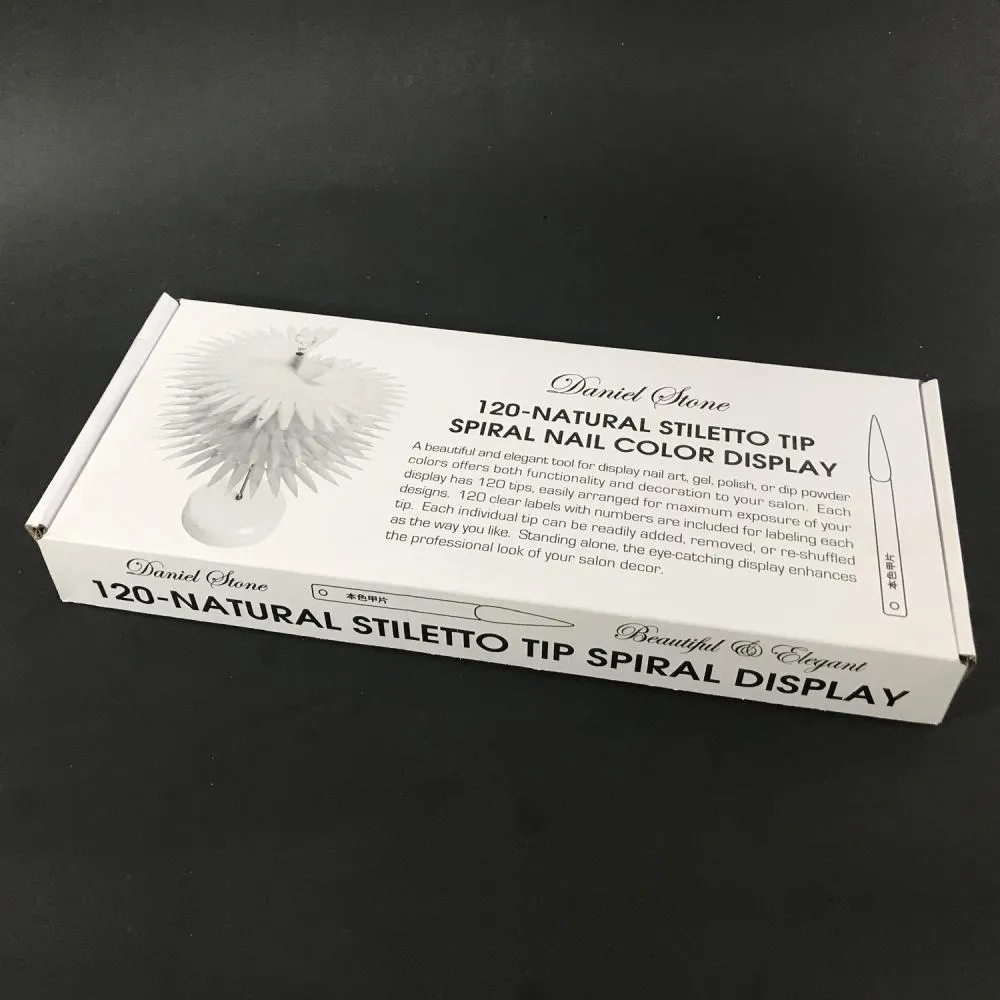 Daniel Stone
120-NATURAL STILETTO TIP
SPIRAL NAIL COLOR DISPLAY
A beautiful and elegant tool for display nail art, gel, polish, or dip powder
colors offers both functionality and decoration to your salon. Each
display has 120 tips, easily arranged for maximum exposure of your
designs. 120 clear labels with numbers are included for labeling each
tip. Each individual tip can be readily added, removed, or re-shuffled
as the way you like. Standing alone, the eye-catching display enhances
the professional look of your salon decor.
本色甲片
Daniel Stone
本色甲片
Beautiful & Elegant
120-NATURAL STILETTO TIP SPIRAL DISPLAY